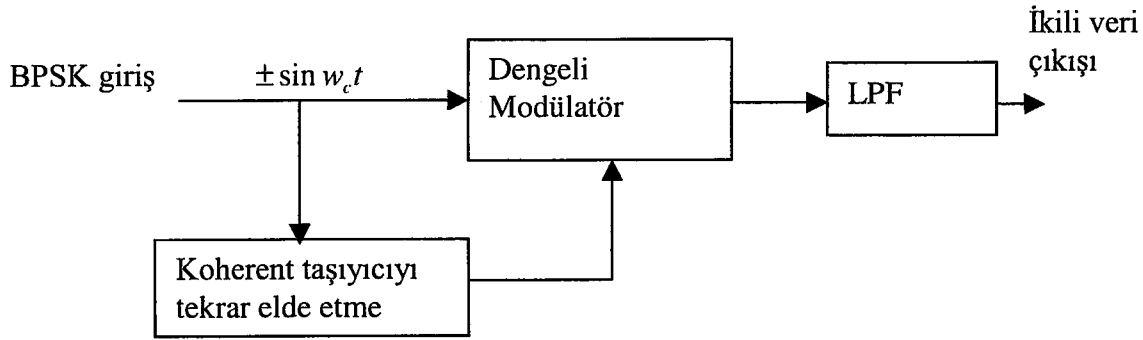 BPSK giriş
± sin w_c t
Dengeli
Modülatör
LPF
İkili veri
çıkışı
Koherent taşıyıcıyı
tekrar elde etme